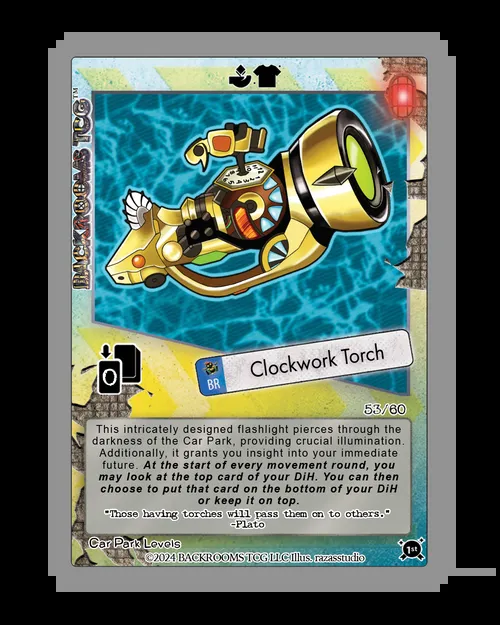 BACKROOMS TCG™
Clockwork Torch
BR
0
53/60
This intricately designed flashlight pierces through the
darkness of the Car Park, providing crucial illumination.
Additionally, it grants you insight into your immediate
future. At the start of every movement round, you
may look at the top card of your DiH. You can then
choose to put that card on the bottom of your DiH
or keep it on top.
"Those having torches will pass them on to others."
-Plato
Car Park Levels
1st
©2024 BACKROOMS TCG LLC Illus. razasstudio